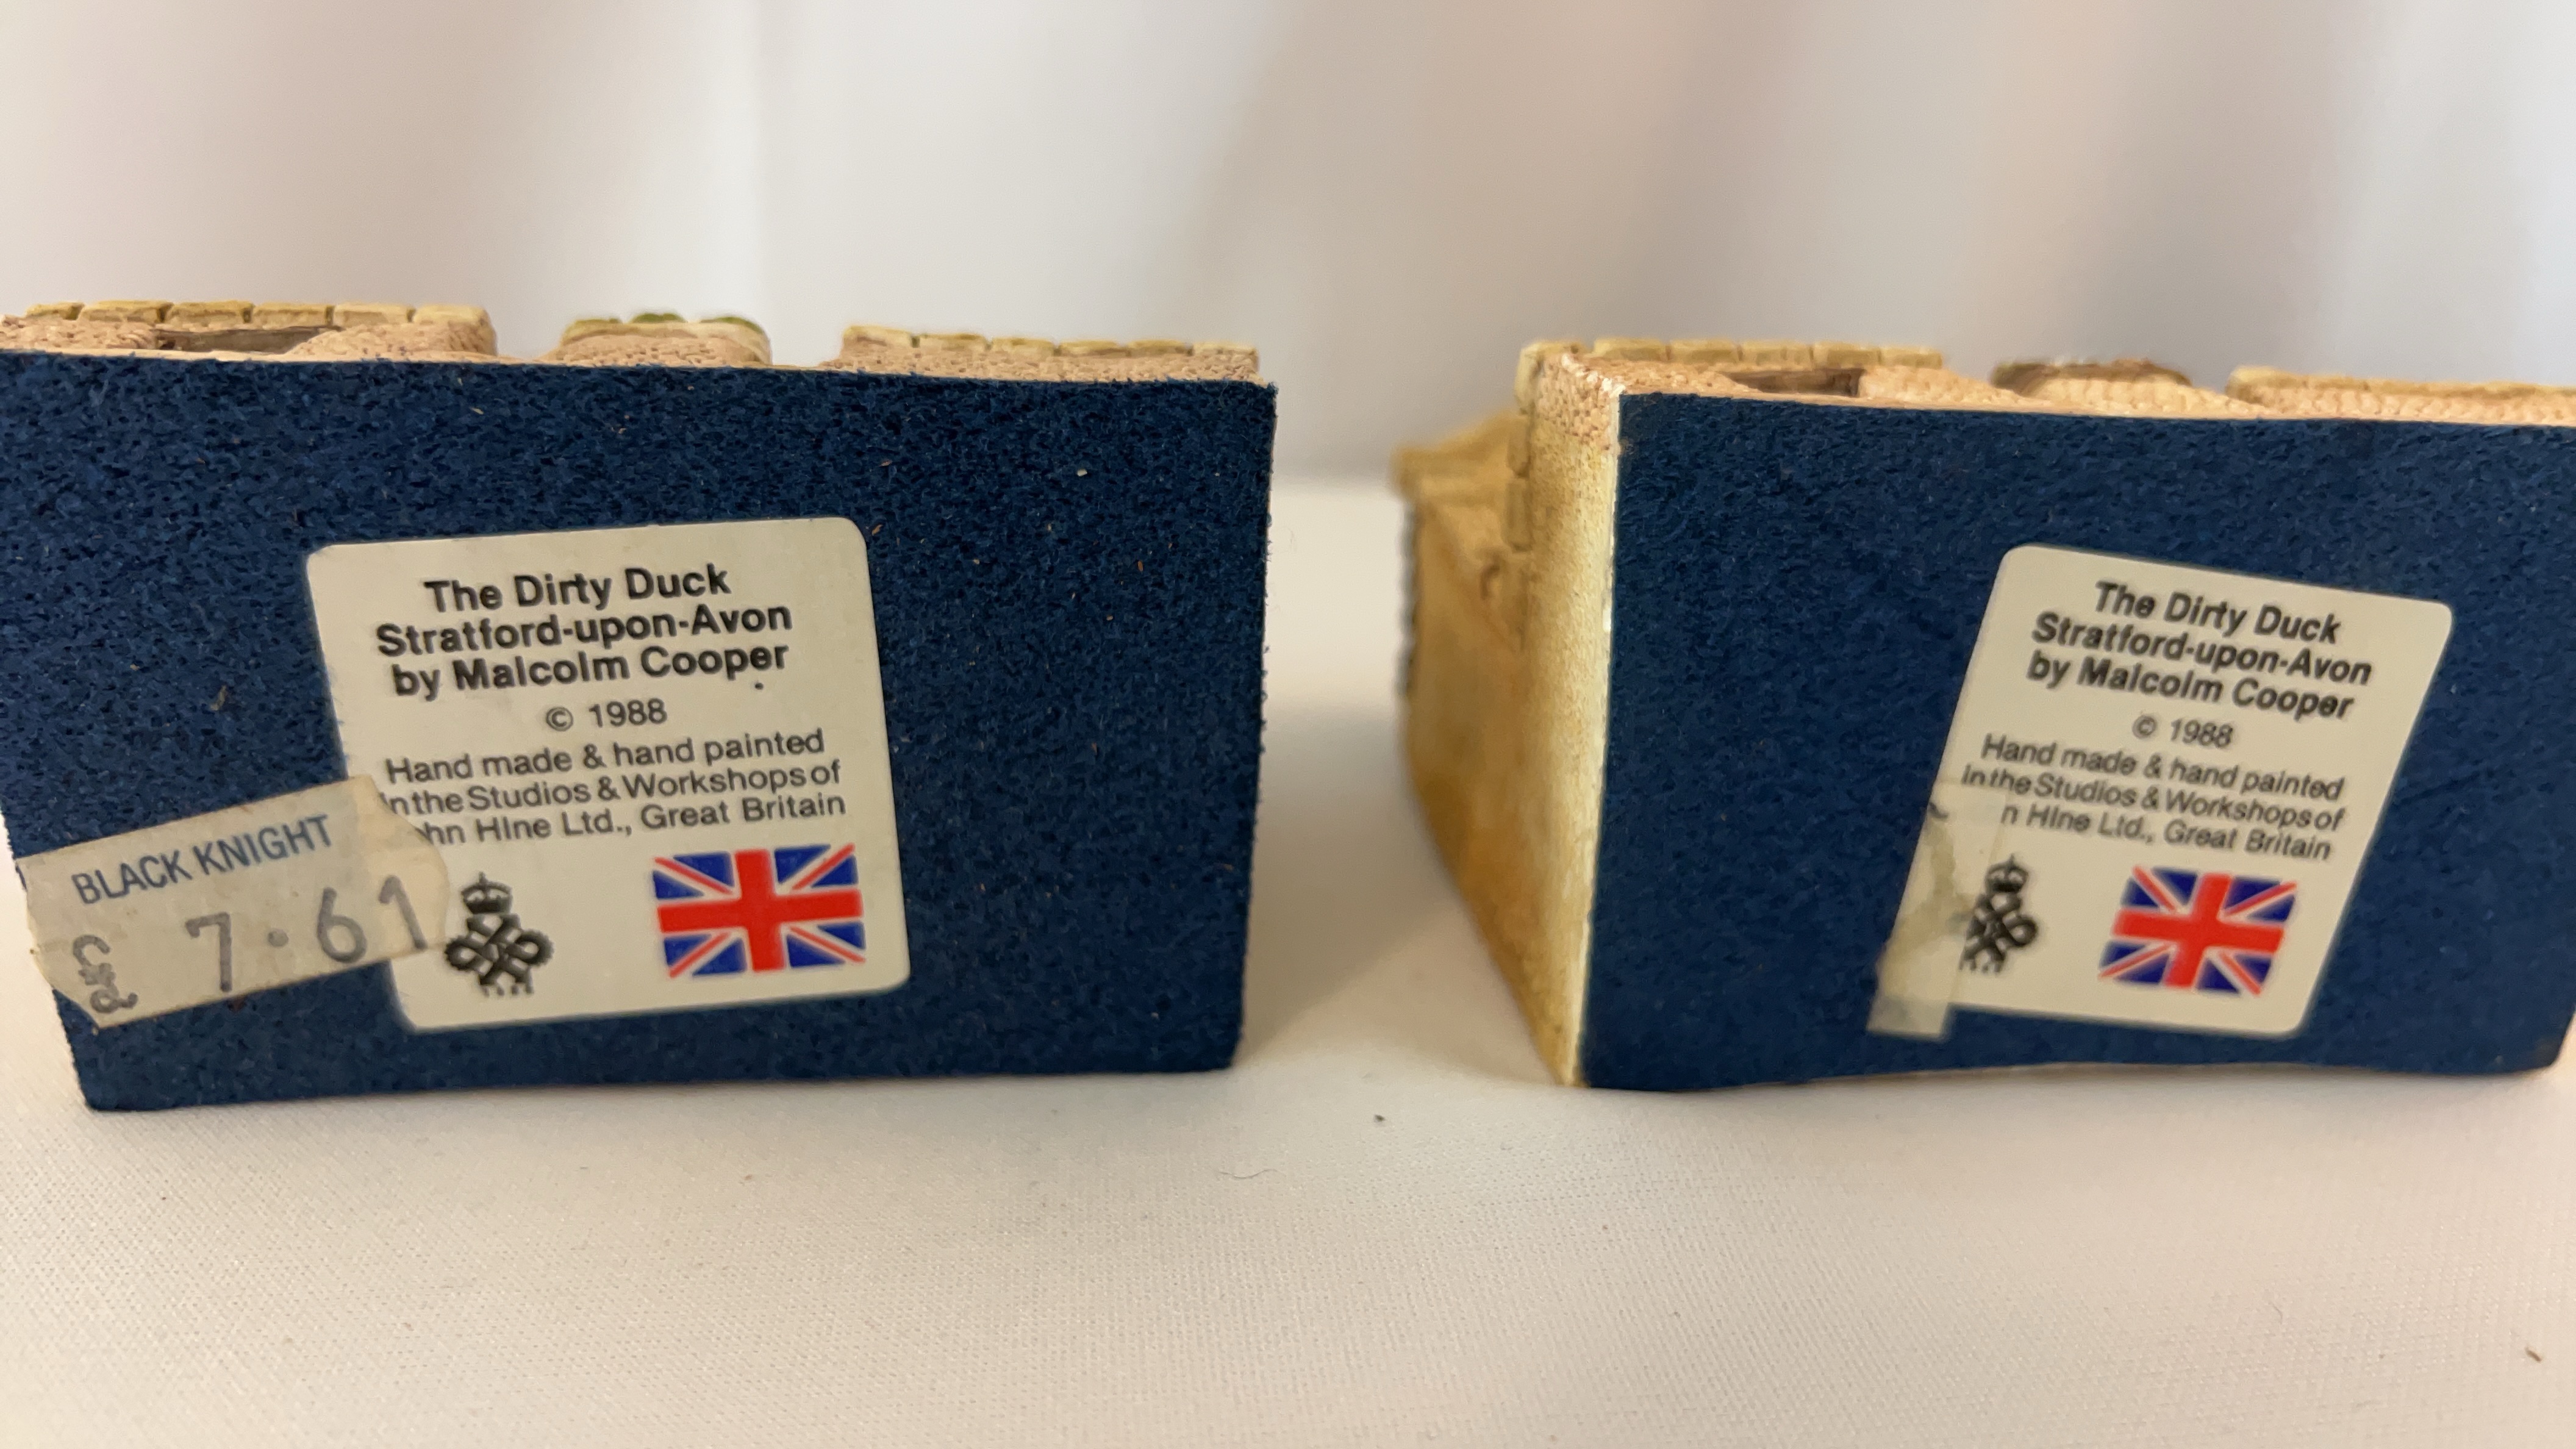 The Dirty Duck
Stratford-upon-Avon
by Malcolm Cooper
© 1988
Hand made & hand painted
in the Studios & Workshops of
ohn Hine Ltd., Great Britain
BLACK KNIGHT
7.61
The Dirty Duck
Stratford-upon-Avon
by Malcolm Cooper
© 1988
Hand made & hand painted
in the Studios & Workshops of
n Hine Ltd., Great Britain